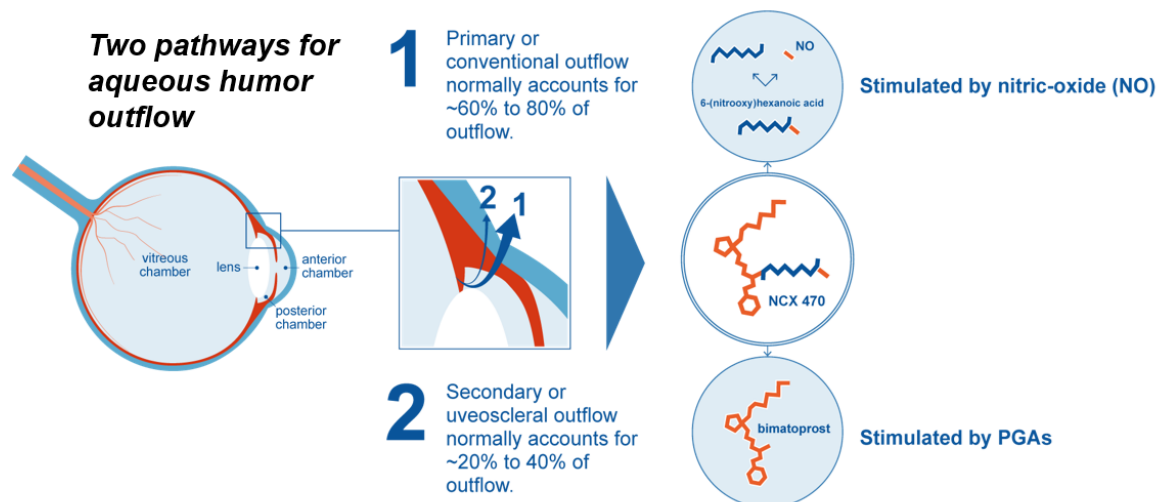 Two pathways for
aqueous humor
outflow
1
Primary or
conventional outflow
normally accounts for
~60% to 80% of
outflow.
NO
6-(nitrooxy)hexanoic acid
Stimulated by nitric-oxide (NO)
vitreous
chamber
lens
anterior
chamber
posterior
chamber
2
1
NCX 470
2
Secondary or
uveoscleral outflow
normally accounts for
~20% to 40% of
outflow.
bimatoprost
Stimulated by PGAs